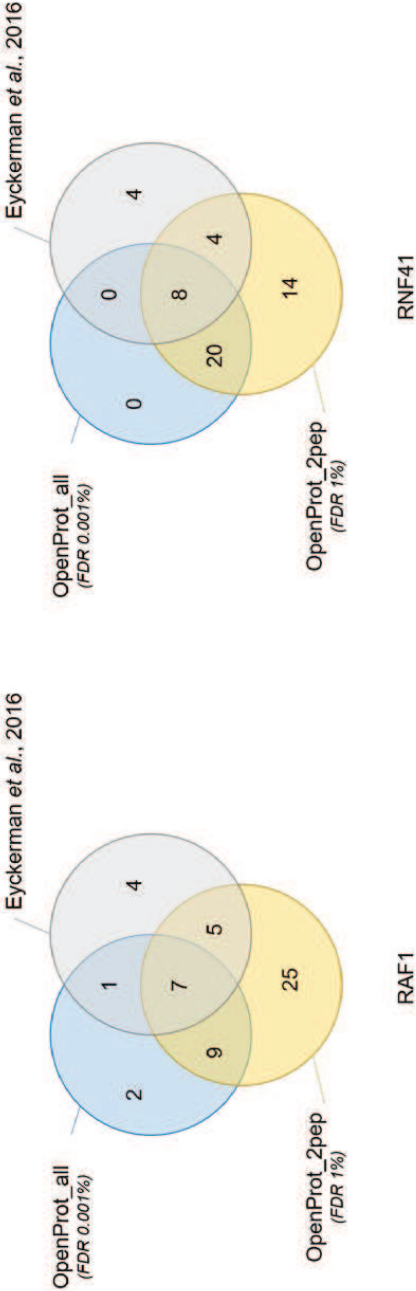 OpenProt_all
(FDR 0.001%)
Eyckerman et al., 2016
2
1
4
7
9
5
25
OpenProt_2pep
(FDR 1%)
RAF1
OpenProt_all
(FDR 0.001%)
Eyckerman et al., 2016
0
0
4
8
20
4
14
OpenProt_2pep
(FDR 1%)
RNF41